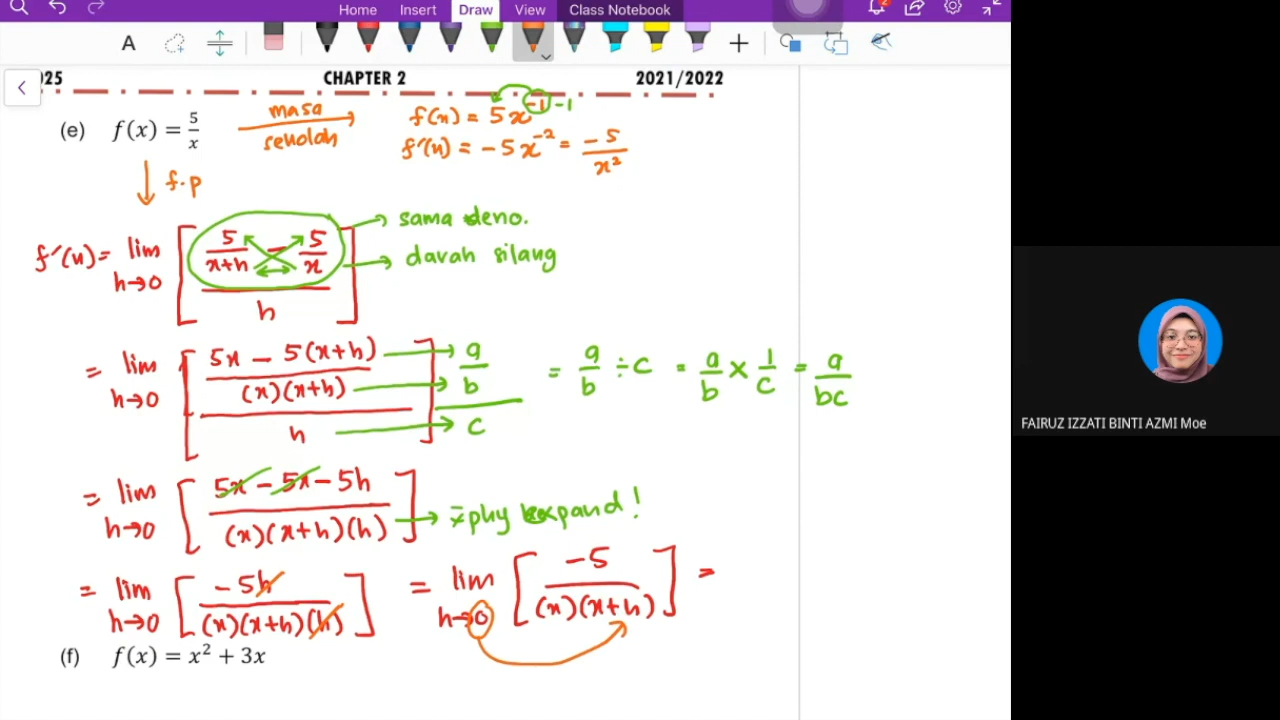 Home Insert Draw View Class Notebook
A
025 CHAPTER 2 2021/2022
(e) f(x) = 5/x masa sekolah f(x) = 5x^-1 -1
f'(x) = -5x^-2 = -5/x²
f.p
f'(x) = lim h→0 [ (5/(x+h) - 5/x) / h ]
sama deno.
darab silang
= lim h→0 [ ((5x - 5(x+h)) / ((x)(x+h))) / h ] → a → b → c = a/b ÷ c = a/b × 1/c = a/bc
= lim h→0 [ (5x - 5x - 5h) / ((x)(x+h)(h)) ] → expand!
= lim h→0 [ -5h / ((x)(x+h)(h)) ] = lim h→0 [ -5 / ((x)(x+h)) ] =
(f) f(x) = x² + 3x
FAIRUZ IZZATI BINTI AZMI Moe